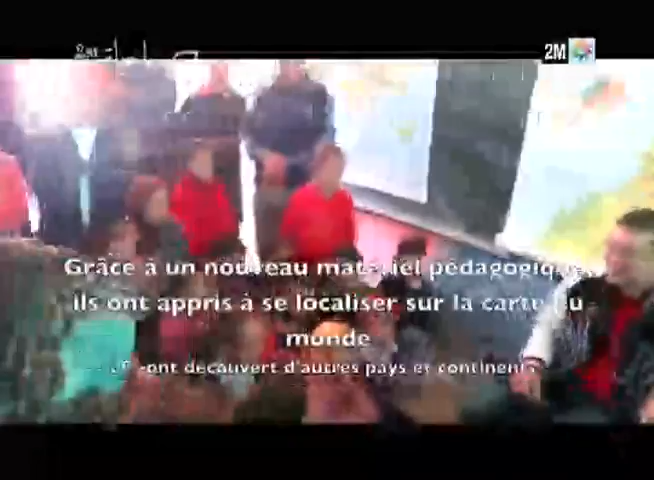 2M
Grâce à un nouveau matériel pédagogique
ils ont appris à se localiser sur la carte du
monde
ont découvert d'autres pays et continents